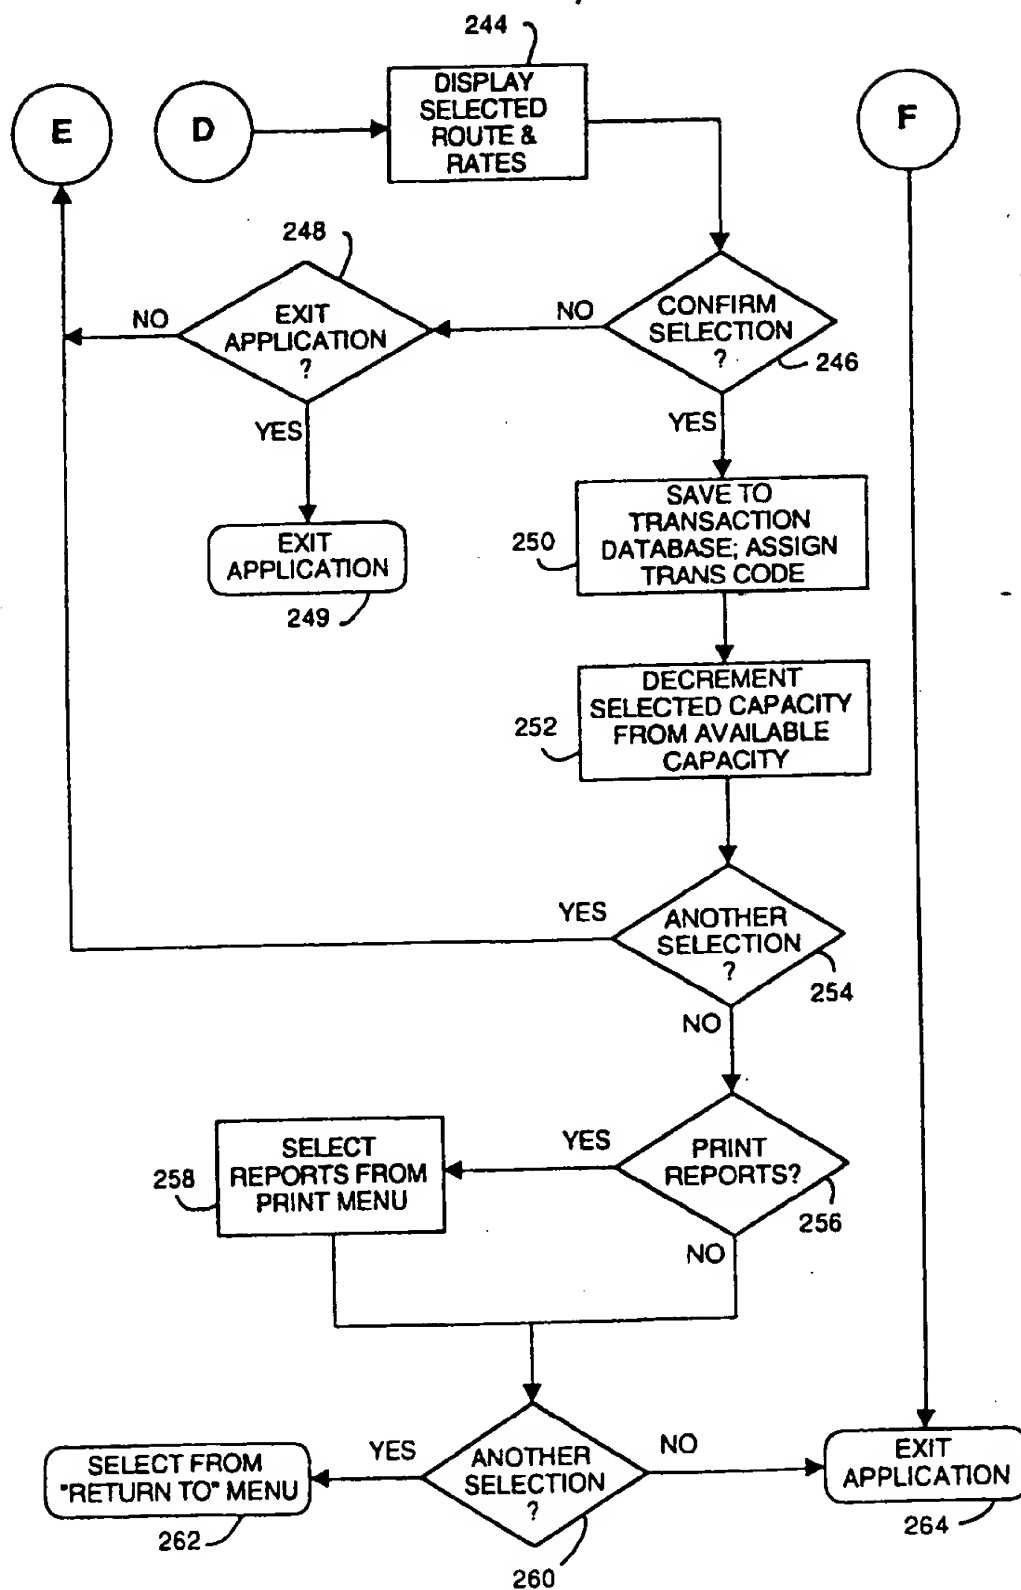 244
DISPLAY
SELECTED
ROUTE &
RATES
E
D
F
248
EXIT
APPLICATION
?
NO
NO
CONFIRM
SELECTION
?
246
YES
YES
EXIT
APPLICATION
249
250
SAVE TO
TRANSACTION
DATABASE; ASSIGN
TRANS CODE
252
DECREMENT
SELECTED CAPACITY
FROM AVAILABLE
CAPACITY
YES
ANOTHER
SELECTION
?
254
NO
258
SELECT
REPORTS FROM
PRINT MENU
YES
PRINT
REPORTS?
256
NO
SELECT FROM
"RETURN TO" MENU
262
YES
ANOTHER
SELECTION
?
260
NO
EXIT
APPLICATION
264